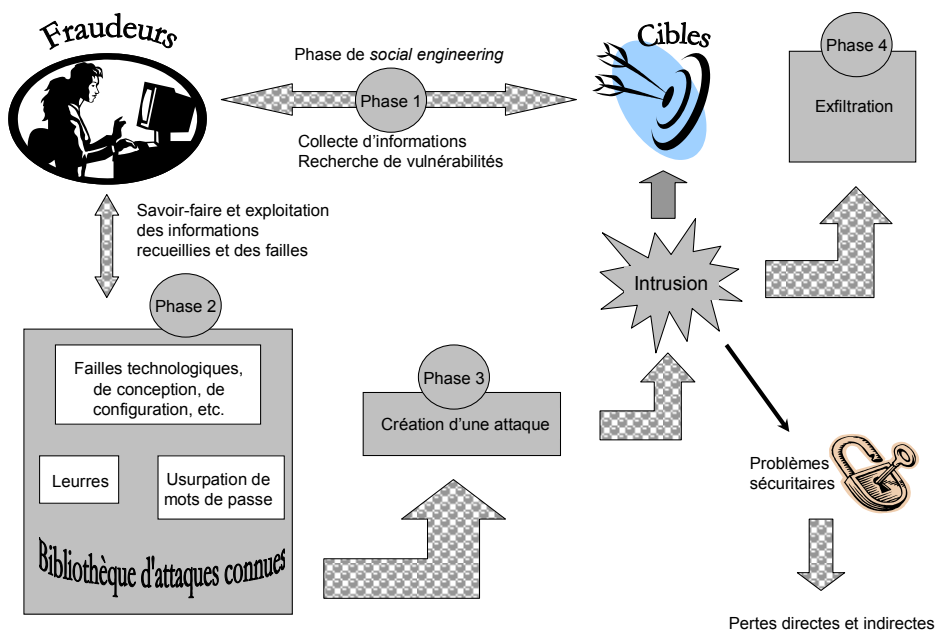 Fraudeurs
Phase de social engineering
Phase 1
Collecte d'informations
Recherche de vulnérabilités
Cibles
Phase 4
Exfiltration
Savoir-faire et exploitation
des informations
recueillies et des failles
Intrusion
Phase 2
Failles technologiques,
de conception, de
configuration, etc.
Leurres
Usurpation de
mots de passe
Bibliothèque d'attaques connues
Phase 3
Création d'une attaque
Problèmes
sécuritaires
Pertes directes et indirectes